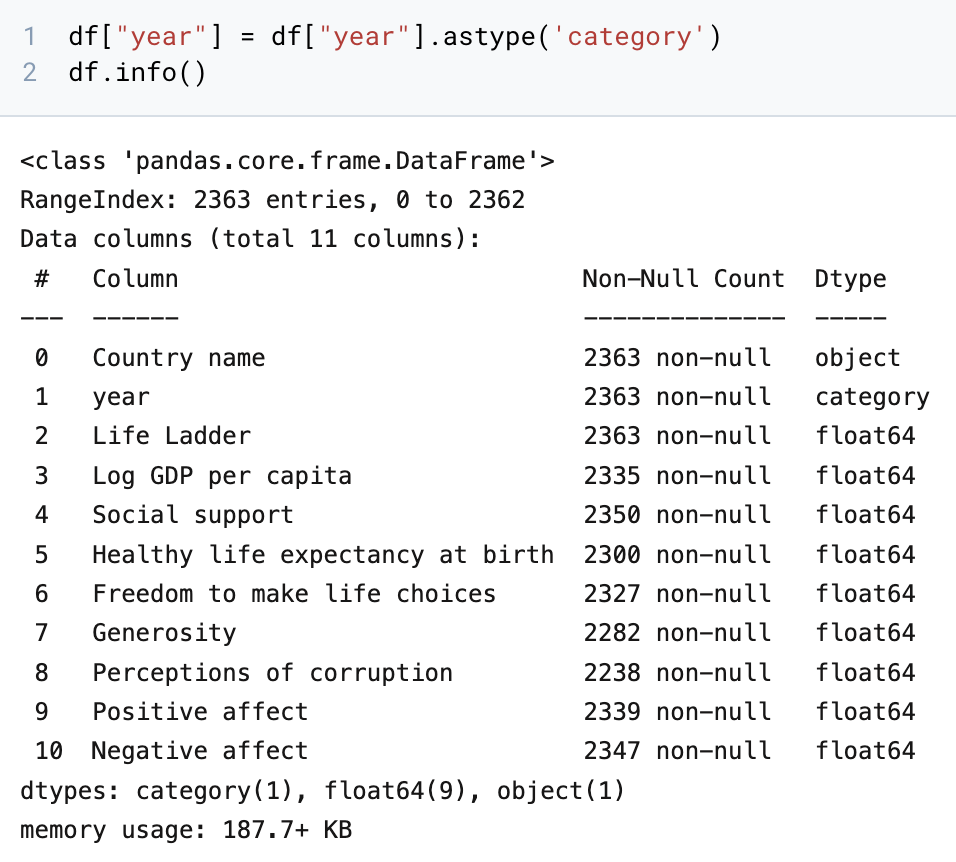 1 df["year"] = df["year"].astype('category')
2 df.info()
<class 'pandas.core.frame.DataFrame'>
RangeIndex: 2363 entries, 0 to 2362
Data columns (total 11 columns):
 #   Column                            Non-Null Count  Dtype
---  ------                            --------------  -----
 0   Country name                      2363 non-null   object
 1   year                              2363 non-null   category
 2   Life Ladder                       2363 non-null   float64
 3   Log GDP per capita                2335 non-null   float64
 4   Social support                    2350 non-null   float64
 5   Healthy life expectancy at birth  2300 non-null   float64
 6   Freedom to make life choices      2327 non-null   float64
 7   Generosity                        2282 non-null   float64
 8   Perceptions of corruption         2238 non-null   float64
 9   Positive affect                   2339 non-null   float64
 10  Negative affect                   2347 non-null   float64
dtypes: category(1), float64(9), object(1)
memory usage: 187.7+ KB